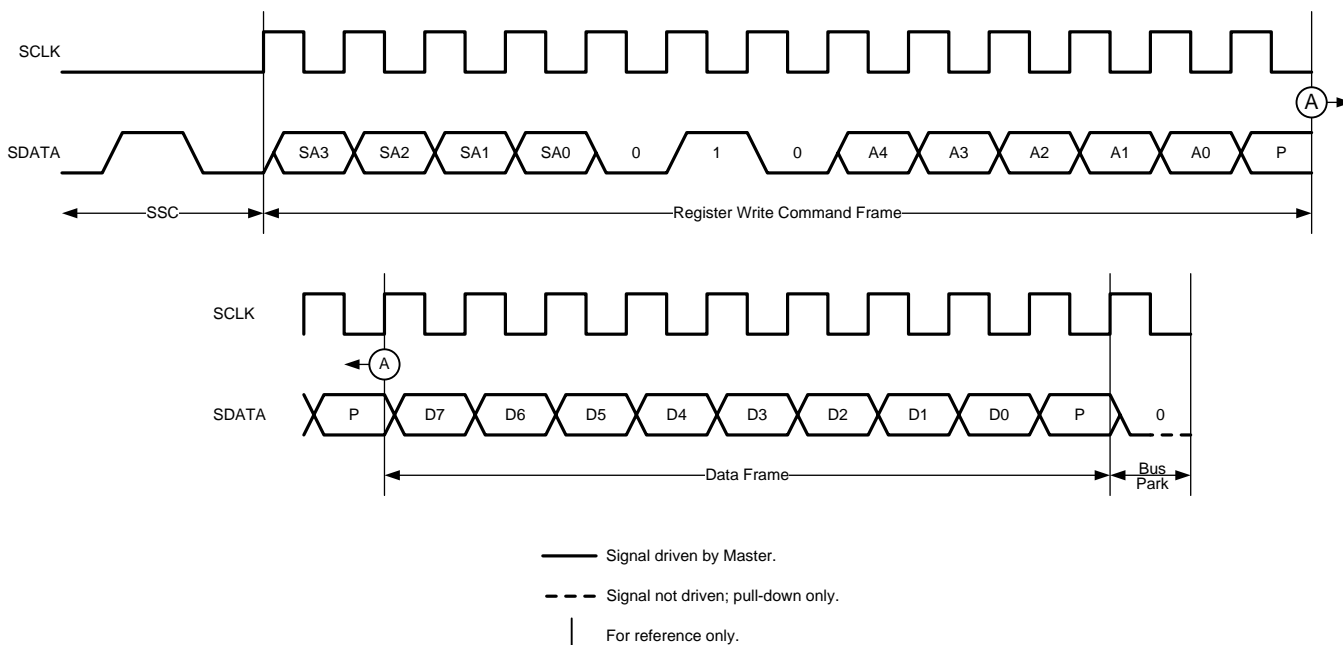 SCLK
A
SDATA SA3 SA2 SA1 SA0 0 1 0 A4 A3 A2 A1 A0 P
SSC Register Write Command Frame
SCLK
A
SDATA P D7 D6 D5 D4 D3 D2 D1 D0 P 0
Data Frame Bus
Park
Signal driven by Master.
Signal not driven; pull-down only.
For reference only.